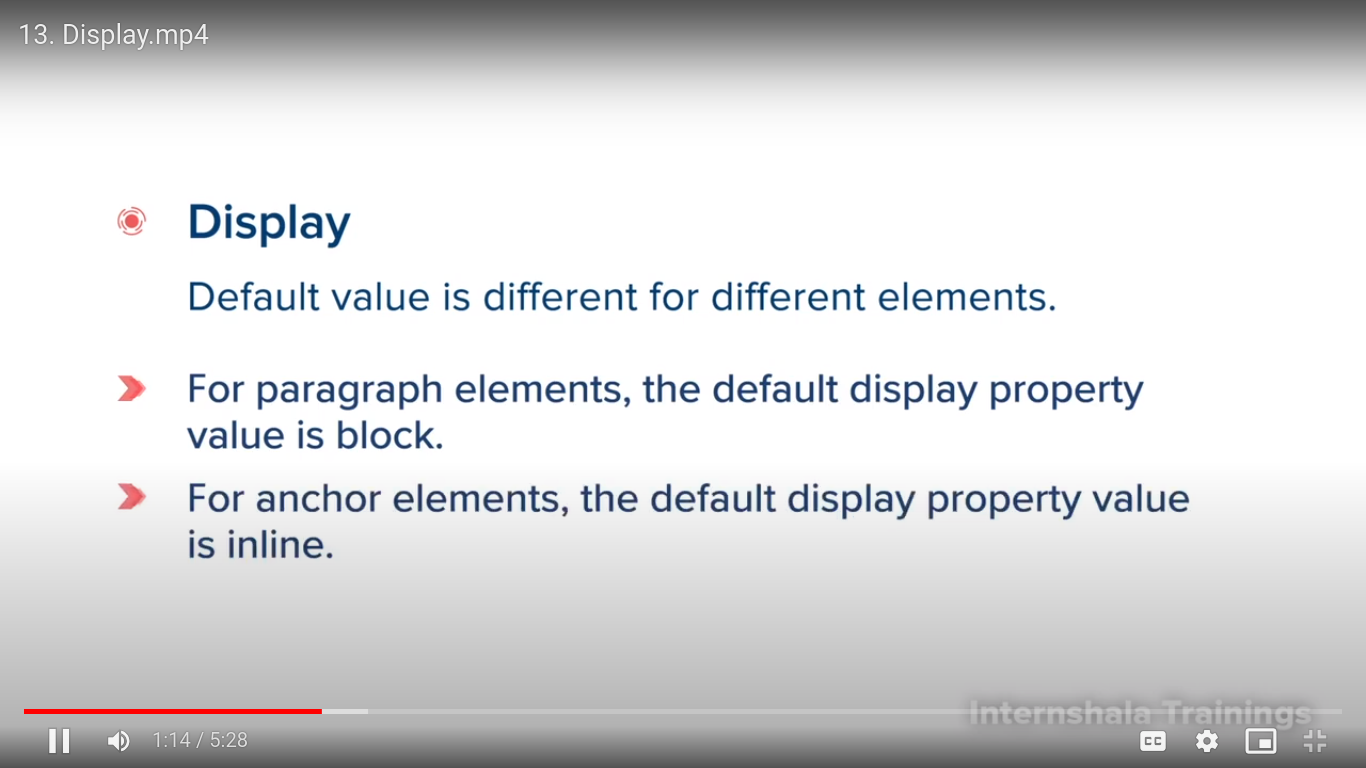 13. Display.mp4
Display
Default value is different for different elements.
For paragraph elements, the default display property
value is block.
For anchor elements, the default display property value
is inline.
Internshala Trainings
1:14 / 5:28
CC